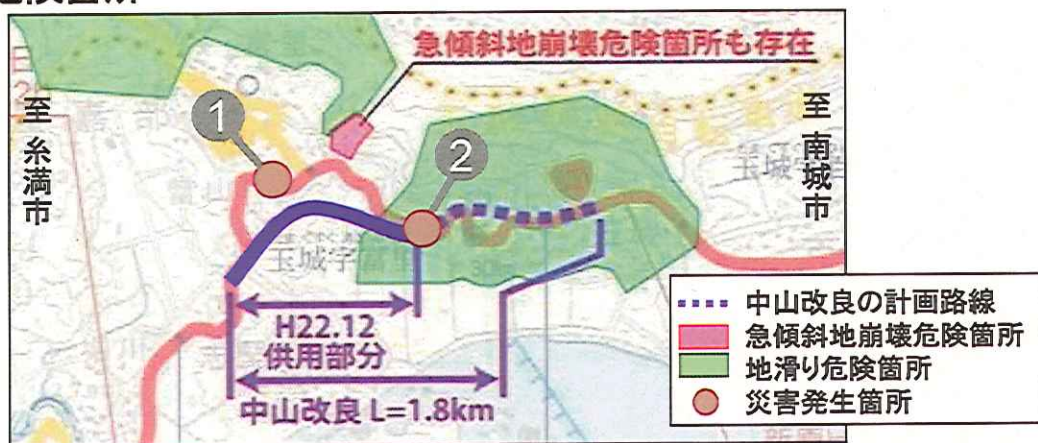 急傾斜地崩壊危険箇所も存在
至 糸満市
至 南城市
1
2
玉城字富里
H22.12
供用部分
中山改良 L=1.8km
中山改良の計画路線
急傾斜地崩壊危険箇所
地滑り危険箇所
災害発生箇所